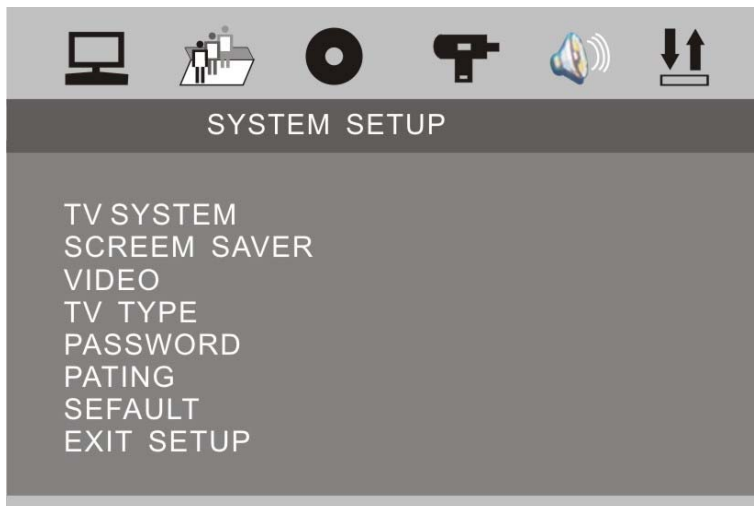 SYSTEM SETUP
TV SYSTEM
SCREEM SAVER
VIDEO
TV TYPE
PASSWORD
PATING
SEFAULT
EXIT SETUP